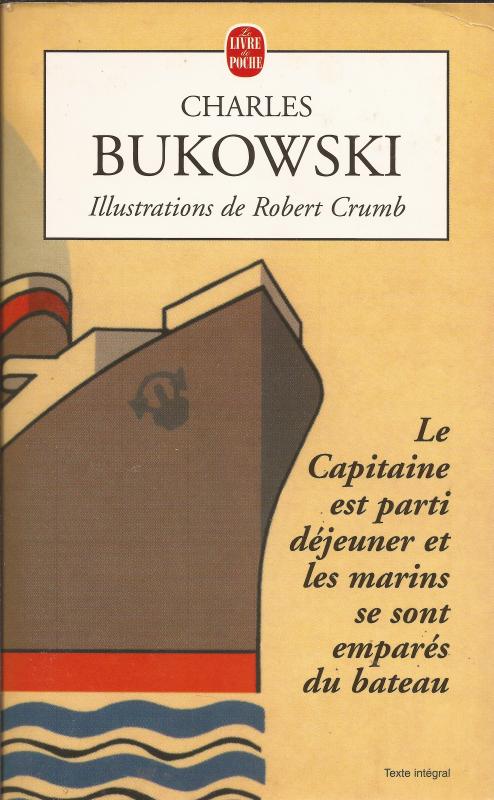 Le
LIVRE
de
POCHE
CHARLES
BUKOWSKI
Illustrations de Robert Crumb
Le
Capitaine
est parti
déjeuner et
les marins
se sont
emparés
du bateau
Texte intégral